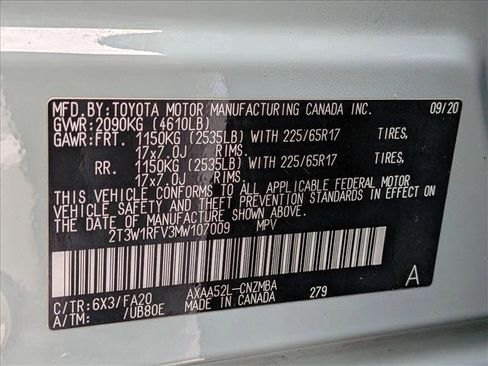 MFD. BY: TOYOTA MOTOR MANUFACTURING CANADA INC. 09/20
GVWR: 2090KG (4610LB)
GAWR: FRT. 1150KG (2535LB) WITH 225/65R17 TIRES,
17x7.0J RIMS.
RR. 1150KG (2535LB) WITH 225/65R17 TIRES,
17x7.0J RIMS.
THIS VEHICLE CONFORMS TO ALL APPLICABLE FEDERAL MOTOR
VEHICLE SAFETY AND THEFT PREVENTION STANDARDS IN EFFECT ON
THE DATE OF MANUFACTURE SHOWN ABOVE.
2T3W1RFV3MW107009 MPV
C/TR: 6X3/FA20 AXAA52L-CNZMBA A
A/TM: /UB80E MADE IN CANADA 279